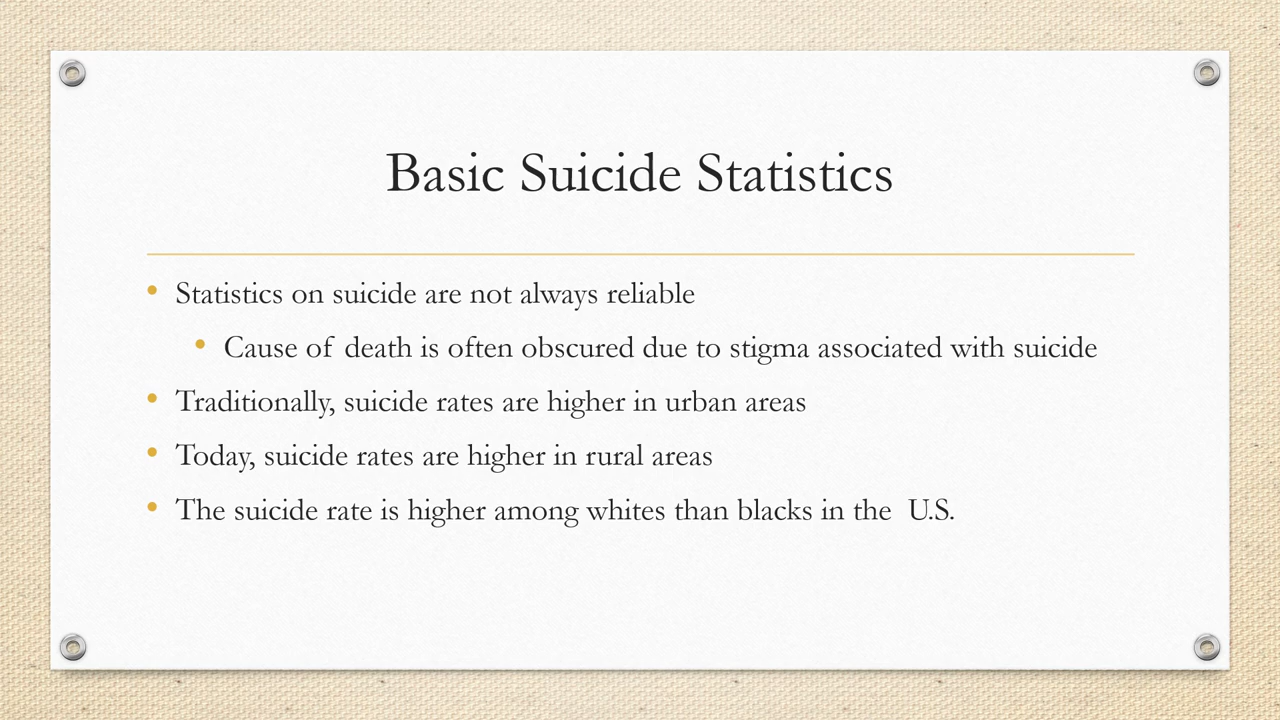 Basic Suicide Statistics
• Statistics on suicide are not always reliable
• Cause of death is often obscured due to stigma associated with suicide
• Traditionally, suicide rates are higher in urban areas
• Today, suicide rates are higher in rural areas
• The suicide rate is higher among whites than blacks in the  U.S.